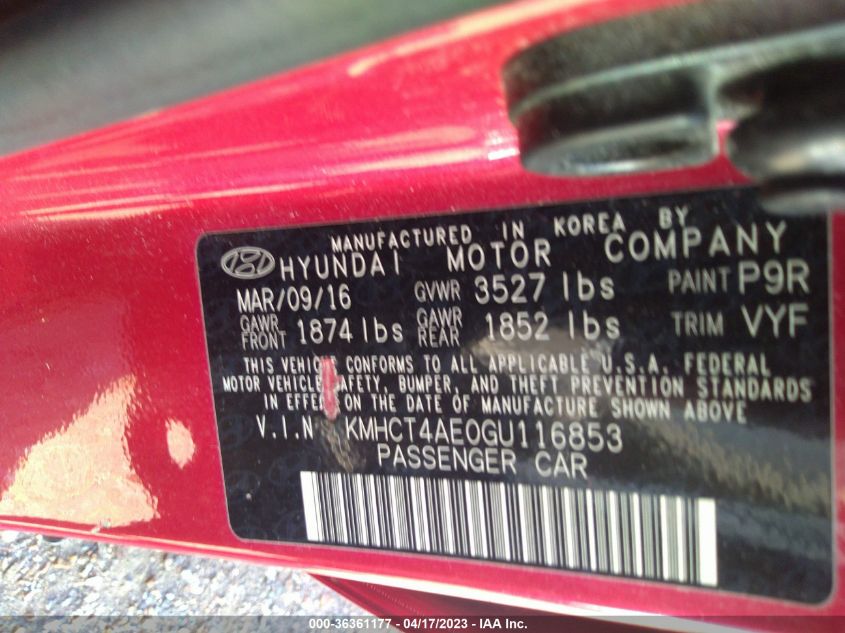 MANUFACTURED IN KOREA BY
HYUNDAI MOTOR COMPANY
MAR/09/16 GVWR 3527 lbs PAINT P9R
GAWR FRONT 1874 lbs GAWR REAR 1852 lbs TRIM VYF
THIS VEHICLE CONFORMS TO ALL APPLICABLE U.S.A. FEDERAL
MOTOR VEHICLE SAFETY, BUMPER, AND THEFT PREVENTION STANDARDS
IN EFFECT ON THE DATE OF MANUFACTURE SHOWN ABOVE
V.I.N KMHCT4AE0GU116853
PASSENGER CAR
000-36361177 - 04/17/2023 - IAA Inc.